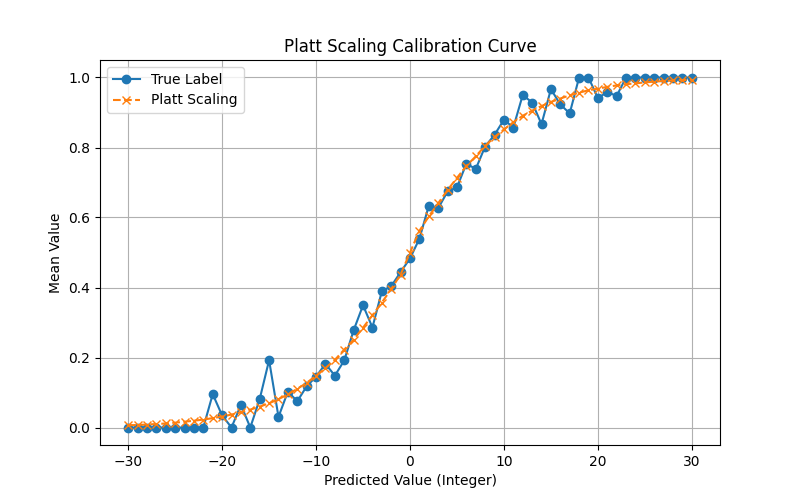 Platt Scaling Calibration Curve
True Label
Platt Scaling
1.0
0.8
0.6
0.4
0.2
0.0
Mean Value
−30
−20
−10
0
10
20
30
Predicted Value (Integer)